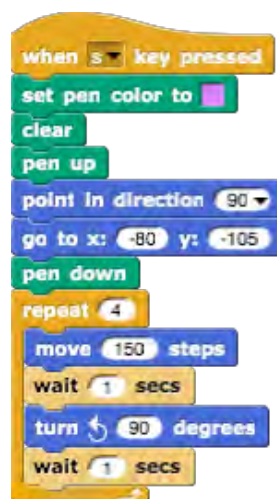 when s key pressed
set pen color to
clear
pen up
point in direction 90
go to x: -80 y: -105
pen down
repeat 4
move 150 steps
wait 1 secs
turn 90 degrees
wait 1 secs